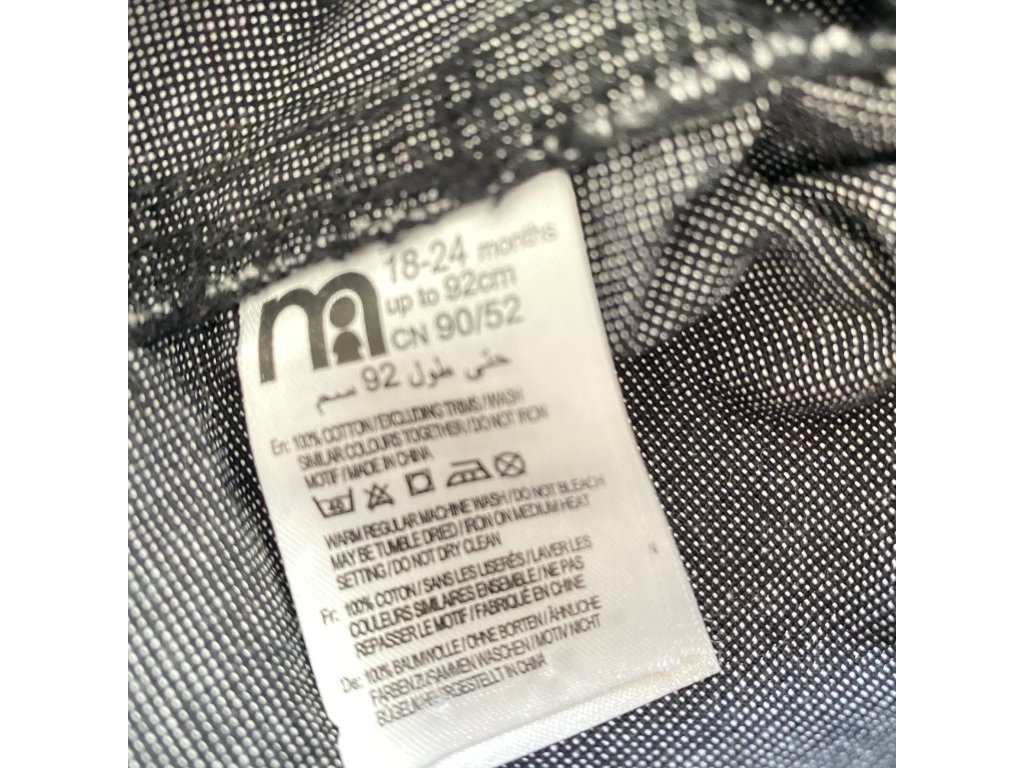 18-24 months
up to 92cm
CN 90/52
حتى طول 92 سم
En: 100% COTTON / EXCLUDING TRIMS / WASH
SIMILAR COLOURS TOGETHER / DO NOT IRON
MOTIF / MADE IN CHINA
WARM REGULAR MACHINE WASH / DO NOT BLEACH
MAY BE TUMBLE DRIED / IRON ON MEDIUM HEAT
SETTING / DO NOT DRY CLEAN
Fr: 100% COTON / SANS LES LISERÉS / LAVER LES
COULEURS SIMILAIRES ENSEMBLE / NE PAS
REPASSER LE MOTIF / FABRIQUÉ EN CHINE
De: 100% BAUMWOLLE / OHNE BORTEN / ÄHNLICHE
FARBEN ZUSAMMEN WASCHEN / MOTIV NICHT
HERGESTELLT IN CHINA